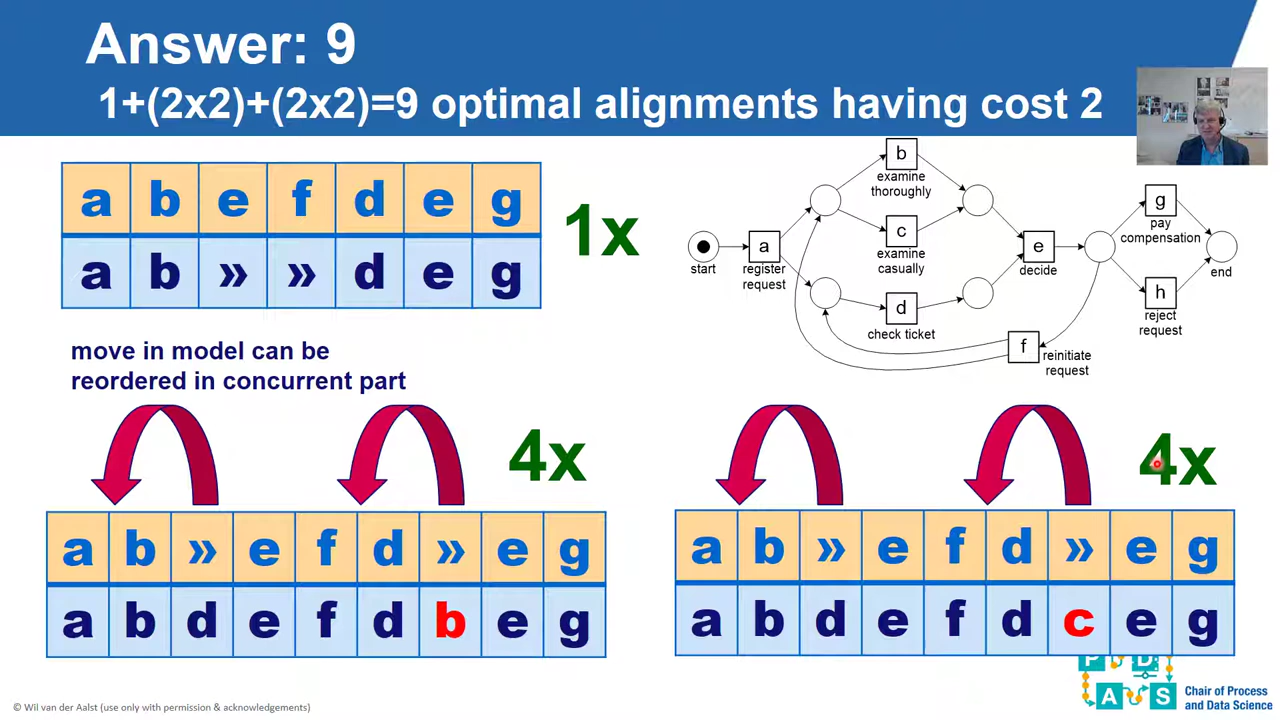 Answer: 9
1+(2x2)+(2x2)=9 optimal alignments having cost 2
a b e f d e g
a b » » d e g
1x
start
a
register
request
b
examine
thoroughly
c
examine
casually
d
check ticket
e
decide
f
reinitiate
request
g
pay
compensation
h
reject
request
end
move in model can be
reordered in concurrent part
4x
a b » e f d » e g
a b d e f d b e g
4x
a b » e f d » e g
a b d e f d c e g
P D
A S
Chair of Process
and Data Science
© Wil van der Aalst (use only with permission & acknowledgements)